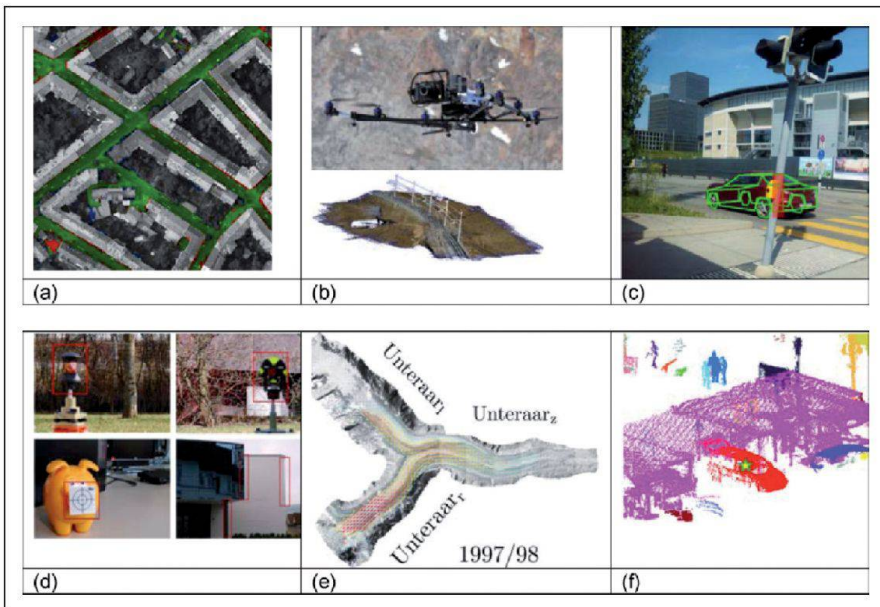 (a)
(b)
(c)
Unteraar_l
Unteraar_z
Unteraar_r
1997/98
(d)
(e)
(f)